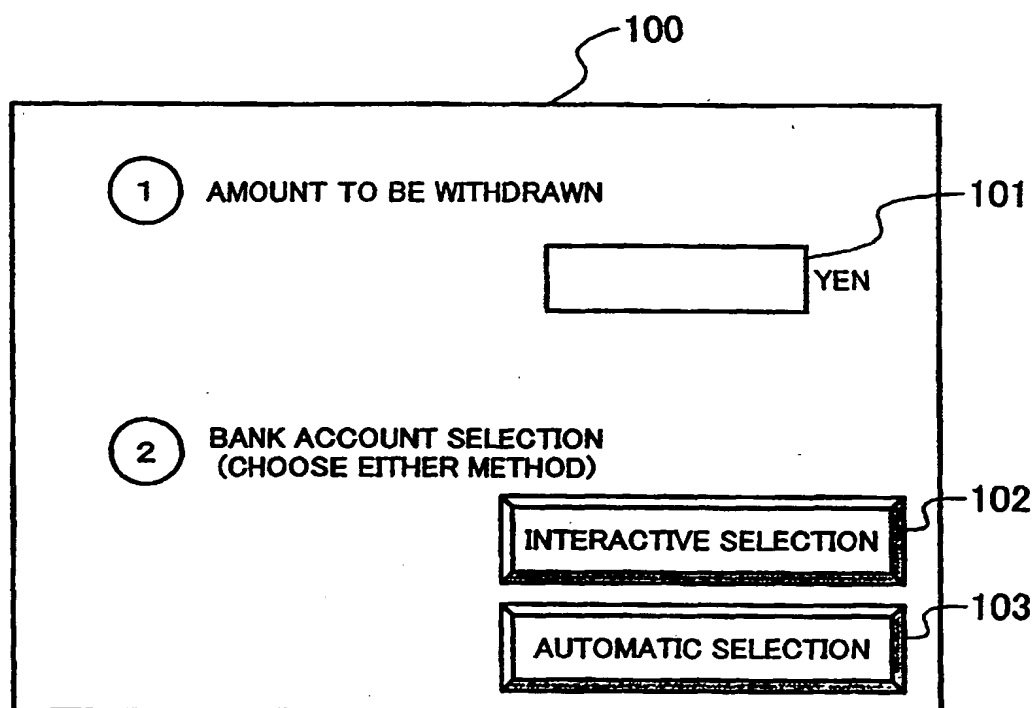 100
1 AMOUNT TO BE WITHDRAWN
101
YEN
2 BANK ACCOUNT SELECTION
(CHOOSE EITHER METHOD)
102
INTERACTIVE SELECTION
103
AUTOMATIC SELECTION